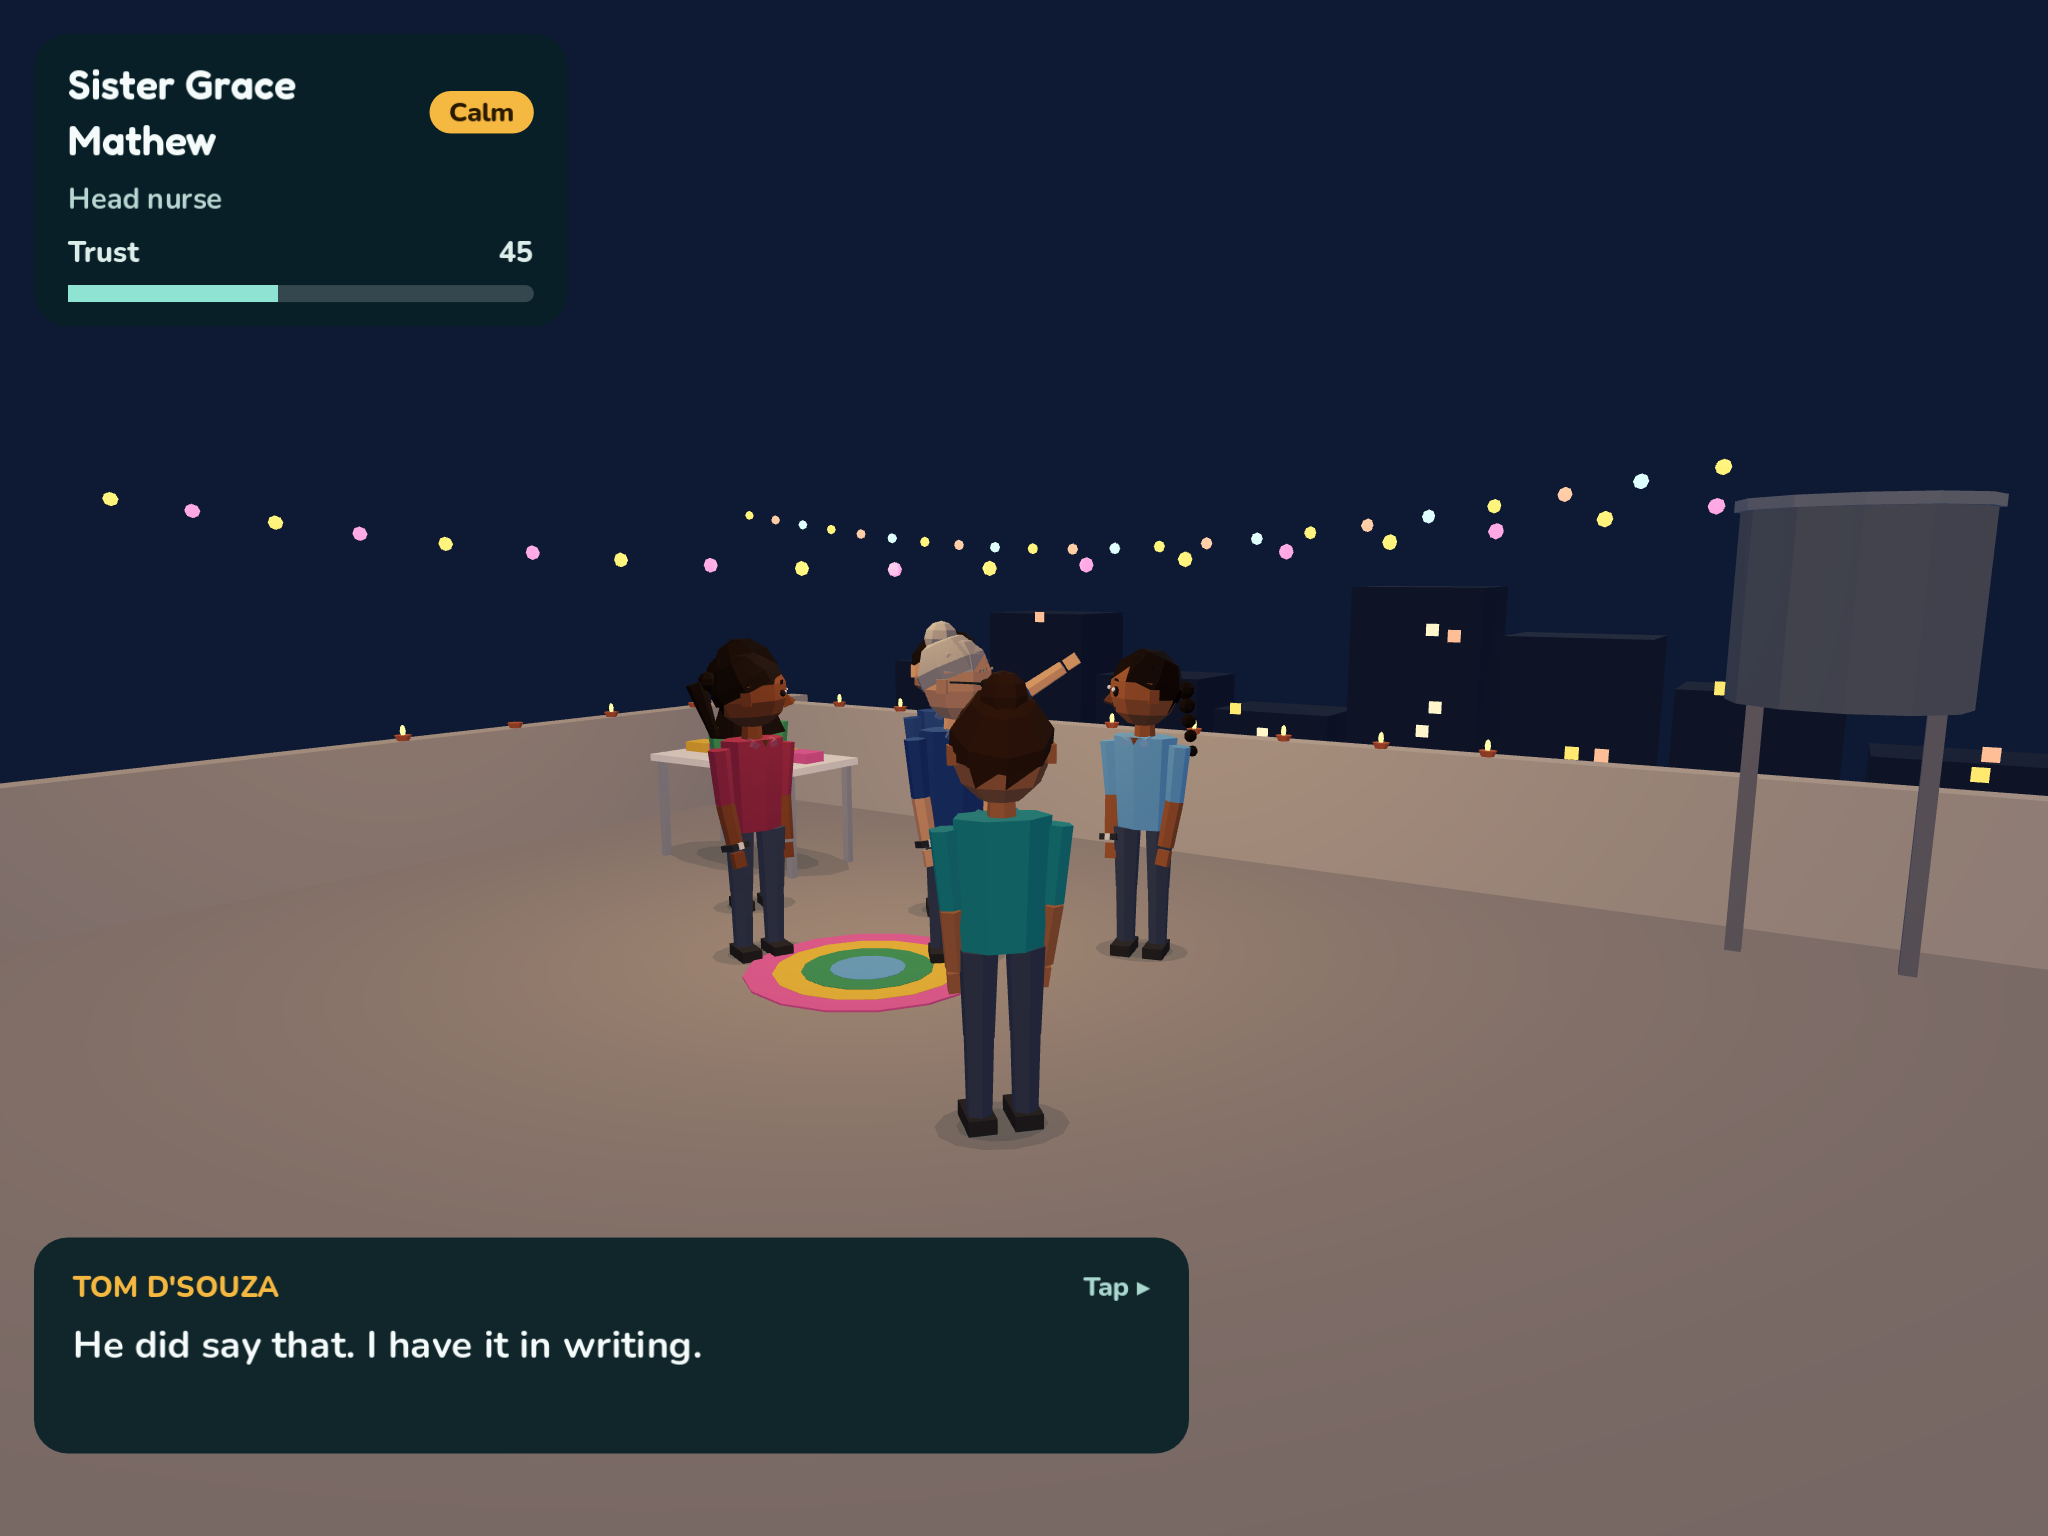 Sister Grace
Mathew
Calm
Head nurse
Trust 45
TOM D'SOUZA Tap ▸
He did say that. I have it in writing.